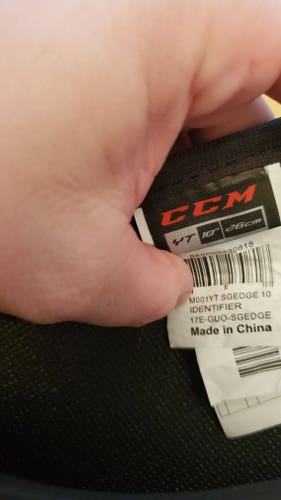 CCM
YT 10" 26cm
M001YT SGEDGE 10
IDENTIFIER
17E-GUO-SGEDGE
Made in China